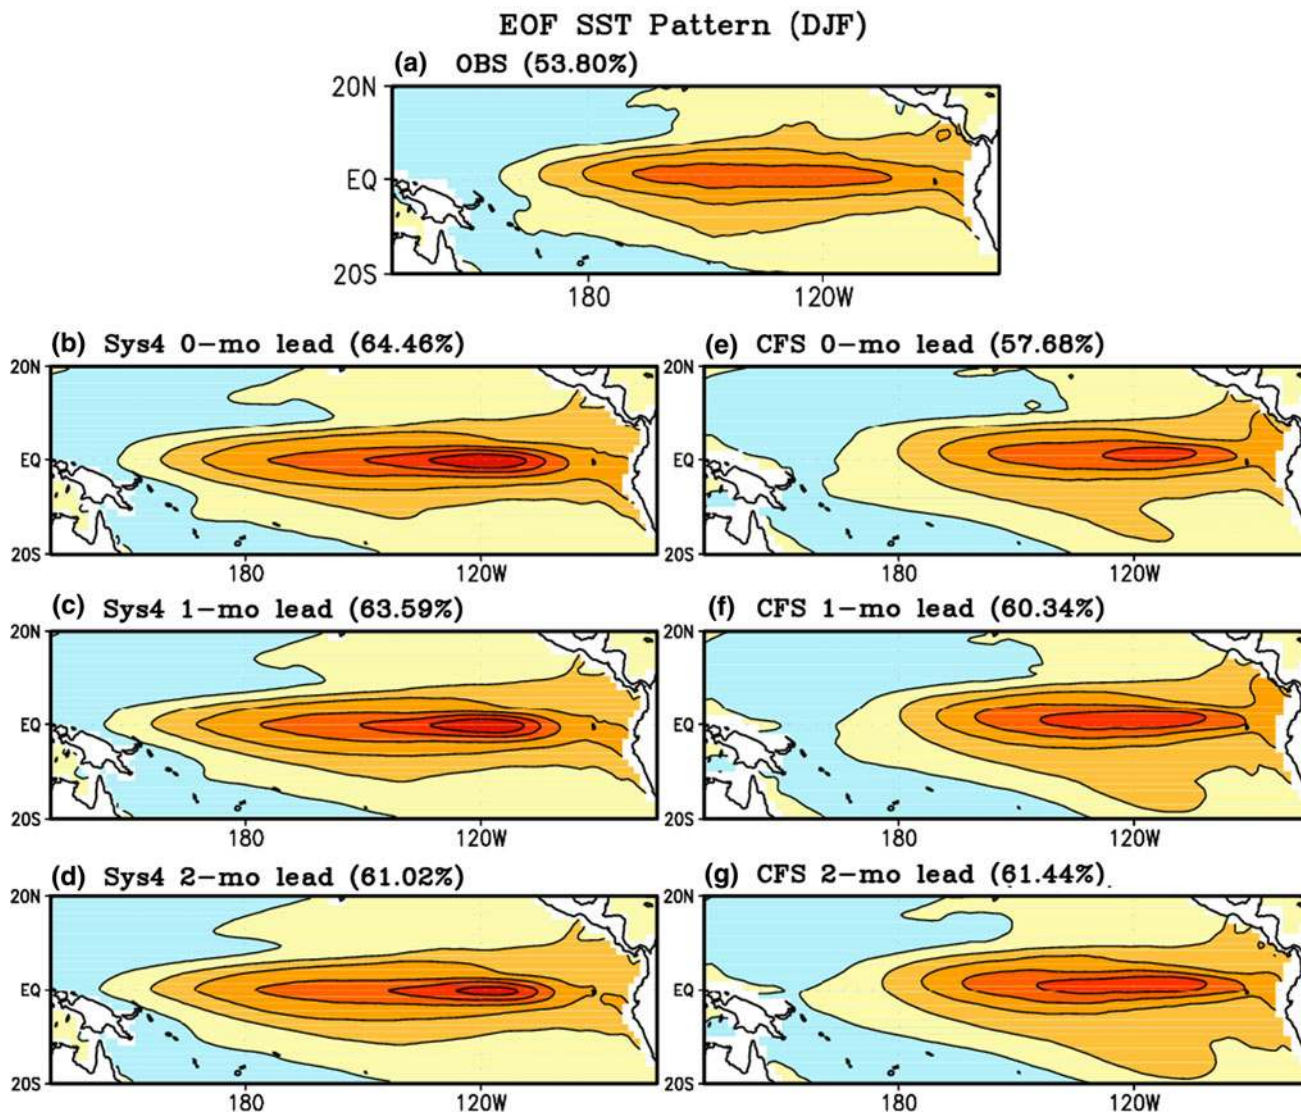 EOF SST Pattern (DJF)
(a) OBS (53.80%)
20N
EQ
20S
180 120W
(b) Sys4 0-mo lead (64.46%)
20N
EQ
20S
180 120W
(e) CFS 0-mo lead (57.68%)
20N
EQ
20S
180 120W
(c) Sys4 1-mo lead (63.59%)
20N
EQ
20S
180 120W
(f) CFS 1-mo lead (60.34%)
20N
EQ
20S
180 120W
(d) Sys4 2-mo lead (61.02%)
20N
EQ
20S
180 120W
(g) CFS 2-mo lead (61.44%)
20N
EQ
20S
180 120W